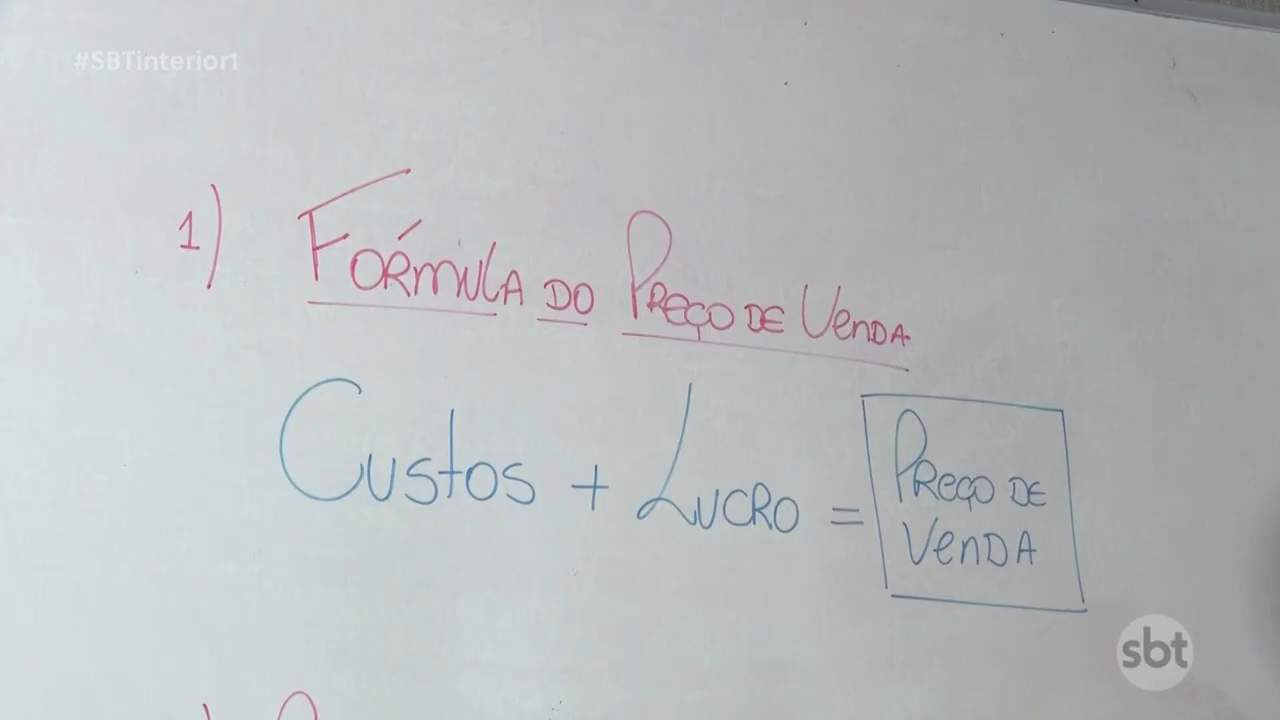 #SBTinterior1
1) FÓRMULA DO PREÇO DE VENDA
CUSTOS + LUCRO = PREÇO DE
VENDA
sbt